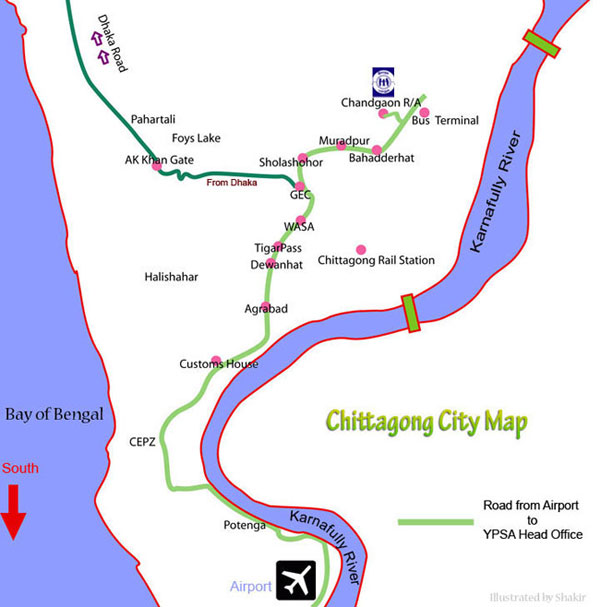 Dhaka Road
Chandgaon R/A
Bus Terminal
Pahartali
Foys Lake
Muradpur
Bahadderhat
AK Khan Gate
Sholashohor
From Dhaka
GEC
Karnafully River
WASA
TigarPass
Dewanhat
Chittagong Rail Station
Halishahar
Agrabad
Customs House
Bay of Bengal
Chittagong City Map
CEPZ
South
Road from Airport
to
YPSA Head Office
Potenga
Karnafully River
Airport
Illustrated by Shakir